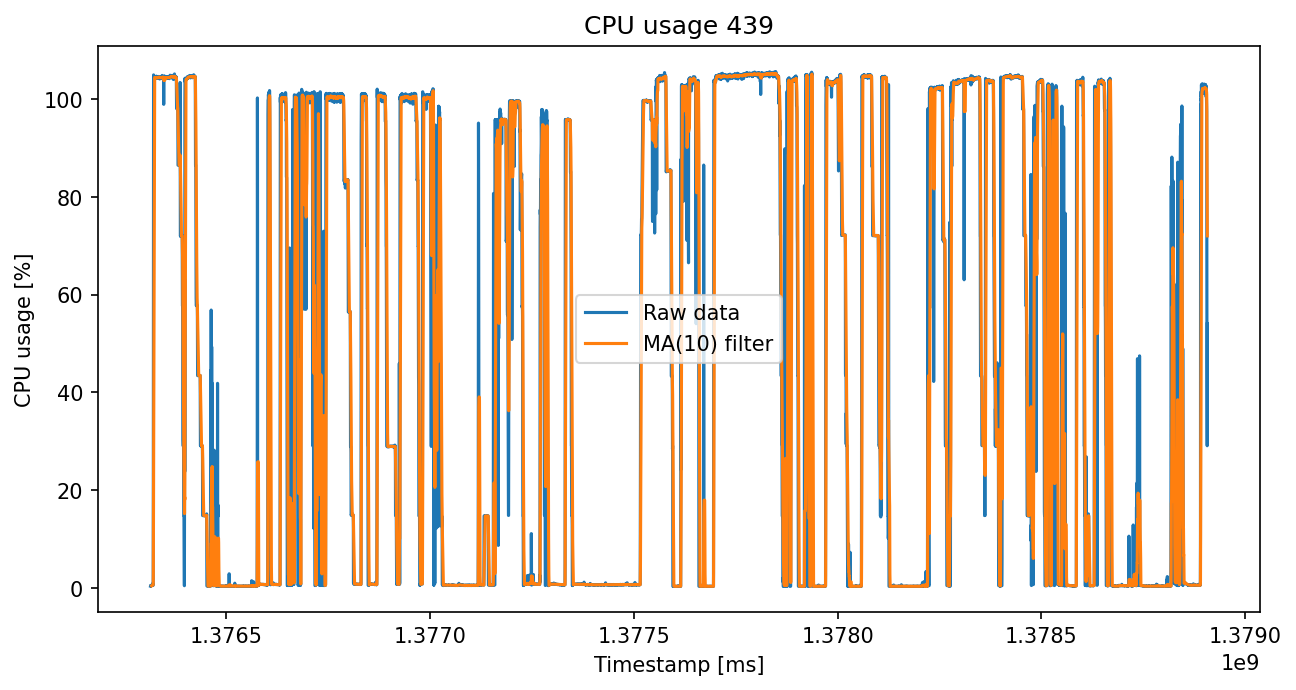 CPU usage 439
CPU usage [%]
100
80
60
40
20
0
Raw data
MA(10) filter
1.3765 1.3770 1.3775 1.3780 1.3785 1.3790
1e9
Timestamp [ms]